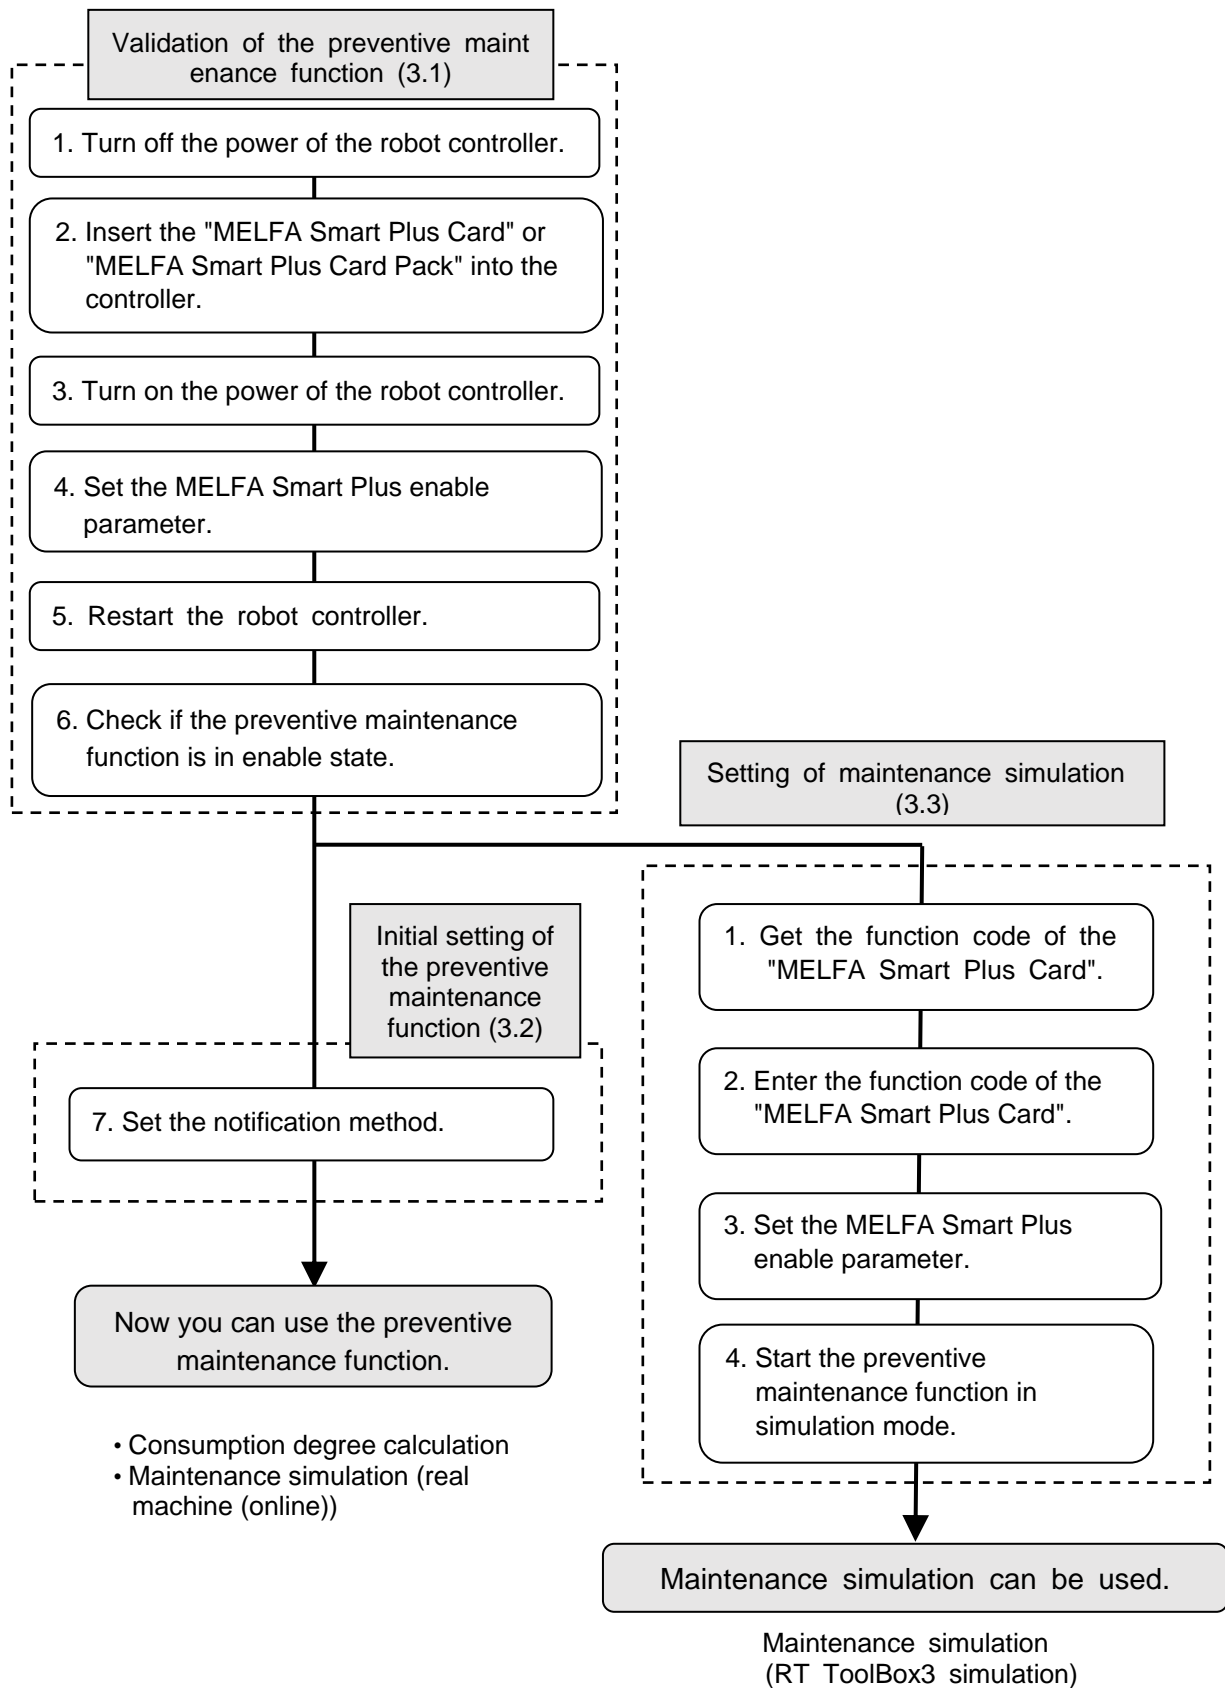 Validation of the preventive maint
enance function (3.1)
1. Turn off the power of the robot controller.
2. Insert the "MELFA Smart Plus Card" or
"MELFA Smart Plus Card Pack" into the
controller.
3. Turn on the power of the robot controller.
4. Set the MELFA Smart Plus enable
parameter.
5. Restart the robot controller.
6. Check if the preventive maintenance
function is in enable state.
Initial setting of
the preventive
maintenance
function (3.2)
7. Set the notification method.
Now you can use the preventive
maintenance function.
• Consumption degree calculation
• Maintenance simulation (real
machine (online))
Setting of maintenance simulation
(3.3)
1. Get the function code of the
"MELFA Smart Plus Card".
2. Enter the function code of the
"MELFA Smart Plus Card".
3. Set the MELFA Smart Plus
enable parameter.
4. Start the preventive
maintenance function in
simulation mode.
Maintenance simulation can be used.
Maintenance simulation
(RT ToolBox3 simulation)